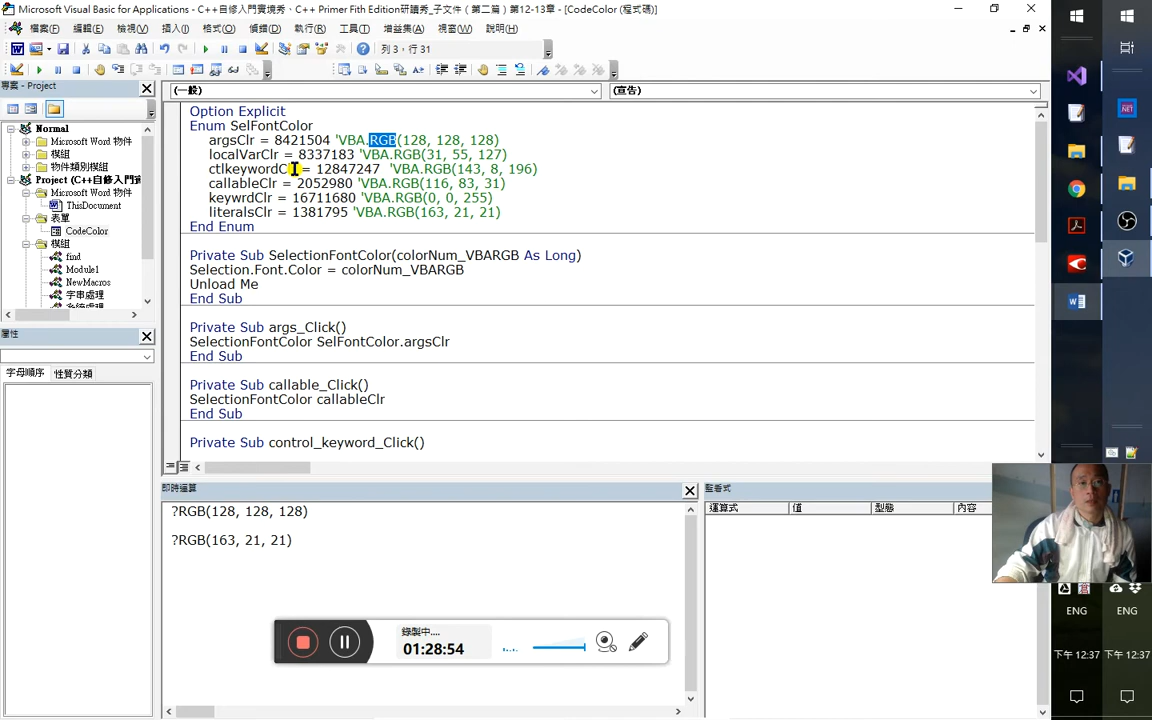 Microsoft Visual Basic for Applications - C++自修入門實境秀、C++ Primer Fith Edition研讀秀_子文件（第二篇）第12-13章 - [CodeColor (程式碼)]
檔案(F) 編輯(E) 檢視(V) 插入(I) 格式(O) 偵錯(D) 執行(R) 工具(T) 增益集(A) 視窗(W) 說明(H)
列 3，行 31
專案 - Project
Normal
Microsoft Word 物件
模組
物件類別模組
Project (C++自修入門實
Microsoft Word 物件
ThisDocument
表單
CodeColor
模組
find
Module1
NewMacros
字串處理
屬性
字母順序 性質分類
(一般) (宣告)
Option Explicit
Enum SelFontColor
argsClr = 8421504 'VBA.RGB(128, 128, 128)
localVarClr = 8337183 'VBA.RGB(31, 55, 127)
ctlkeywordCl = 12847247 'VBA.RGB(143, 8, 196)
callableClr = 2052980 'VBA.RGB(116, 83, 31)
keywrdClr = 16711680 'VBA.RGB(0, 0, 255)
literalsClr = 1381795 'VBA.RGB(163, 21, 21)
End Enum
Private Sub SelectionFontColor(colorNum_VBARGB As Long)
Selection.Font.Color = colorNum_VBARGB
Unload Me
End Sub
Private Sub args_Click()
SelectionFontColor SelFontColor.argsClr
End Sub
Private Sub callable_Click()
SelectionFontColor callableClr
End Sub
Private Sub control_keyword_Click()
即時運算
?RGB(128, 128, 128)
?RGB(163, 21, 21)
監看式
運算式 值 型態 內容
錄製中....
01:28:54
ENG ENG
下午 12:37 下午 12:37